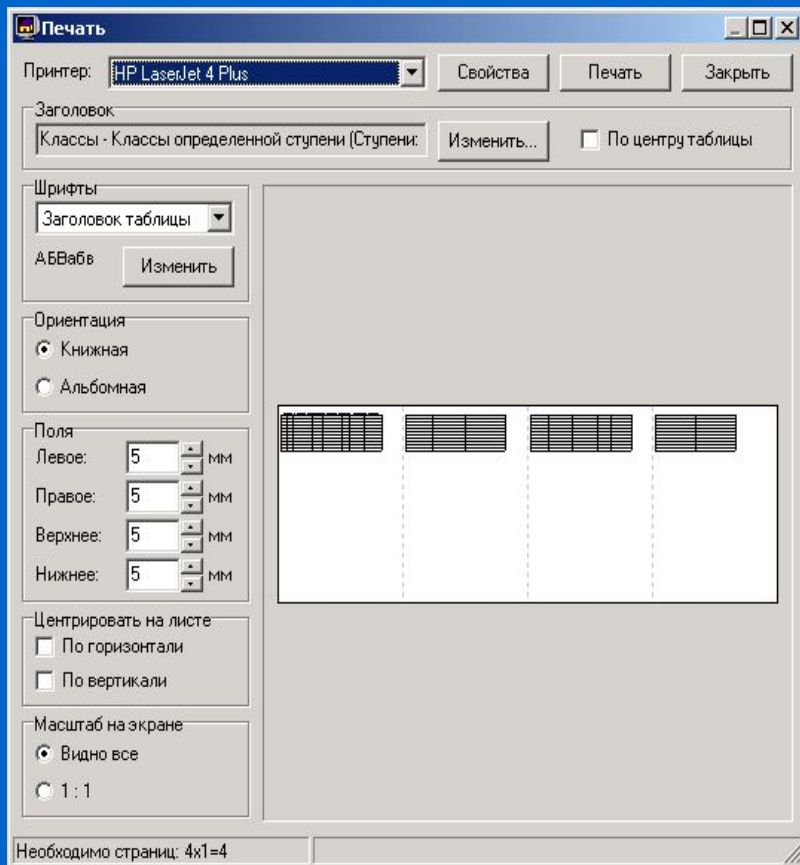 Печать
Принтер: HP LaserJet 4 Plus Свойства Печать Закрыть
Заголовок
Классы - Классы определенной ступени (Ступени: Изменить... По центру таблицы
Шрифты
Заголовок таблицы
АБВабв Изменить
Ориентация
Книжная
Альбомная
Поля
Левое: 5 мм
Правое: 5 мм
Верхнее: 5 мм
Нижнее: 5 мм
Центрировать на листе
По горизонтали
По вертикали
Масштаб на экране
Видно все
1 : 1
Необходимо страниц: 4x1=4